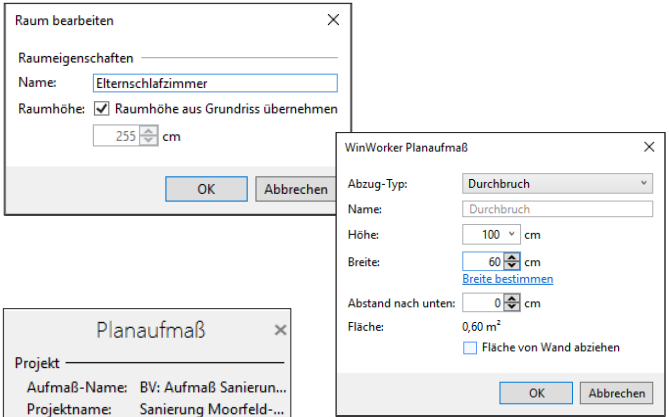 Raum bearbeiten
Raumeigenschaften
Name: Elternschlafzimmer
Raumhöhe: Raumhöhe aus Grundriss übernehmen
255 cm
OK Abbrechen
WinWorker Planaufmaß
Abzug-Typ: Durchbruch
Name: Durchbruch
Höhe: 100 cm
Breite: 60 cm
Breite bestimmen
Abstand nach unten: 0 cm
Fläche: 0,60 m²
Fläche von Wand abziehen
OK Abbrechen
Planaufmaß
Projekt
Aufmaß-Name: BV: Aufmaß Sanierun...
Projektname: Sanierung Moorfeld-...